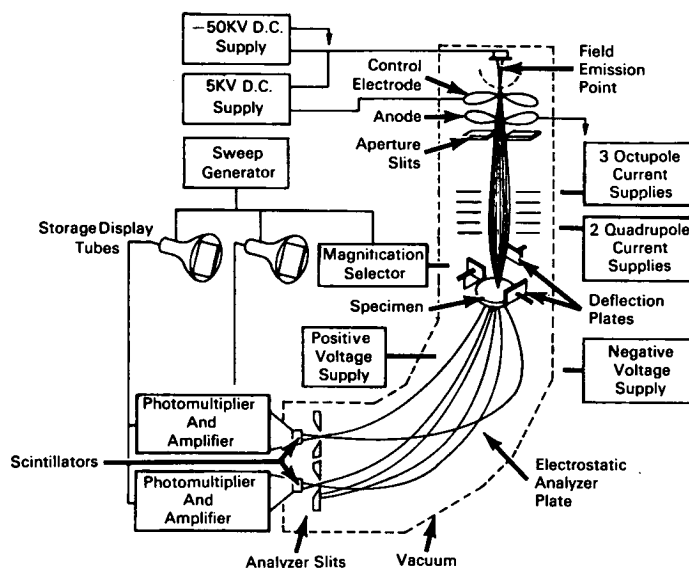 −50KV D.C.
Supply
5KV D.C.
Supply
Control
Electrode
Anode
Aperture
Slits
Field
Emission
Point
Sweep
Generator
3 Octupole
Current
Supplies
Storage Display
Tubes
Magnification
Selector
2 Quadrupole
Current
Supplies
Specimen
Deflection
Plates
Positive
Voltage
Supply
Negative
Voltage
Supply
Photomultiplier
And
Amplifier
Scintillators
Photomultiplier
And
Amplifier
Electrostatic
Analyzer
Plate
Analyzer Slits
Vacuum